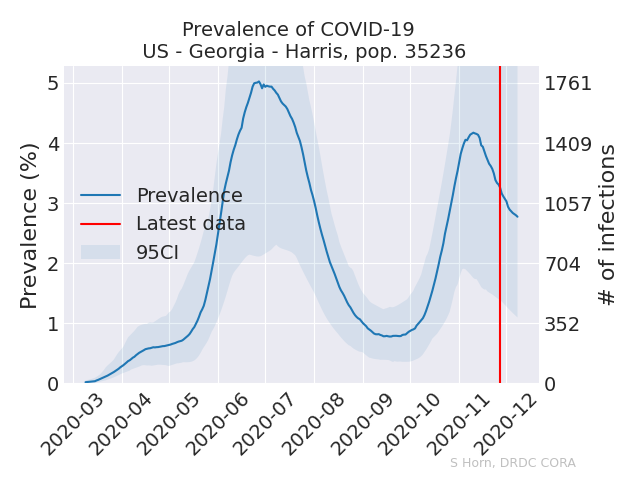 Prevalence of COVID-19
US - Georgia - Harris, pop. 35236
Prevalence (%)
5
4
3
2
1
0
1761
1409
1057
704
352
0
# of infections
Prevalence
Latest data
95CI
2020-03
2020-04
2020-05
2020-06
2020-07
2020-08
2020-09
2020-10
2020-11
2020-12
S Horn, DRDC CORA